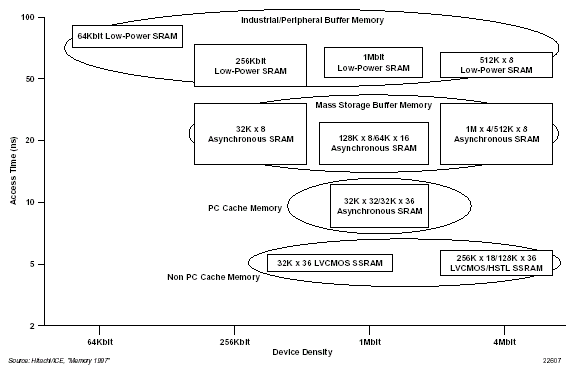 100
Industrial/Peripheral Buffer Memory
64Kbit Low-Power SRAM
256Kbit
Low-Power SRAM
1Mbit
Low-Power SRAM
512K x 8
Low-Power SRAM
50
Mass Storage Buffer Memory
32K x 8
Asynchronous SRAM
128K x 8/64K x 16
Asynchronous SRAM
1M x 4/512K x 8
Asynchronous SRAM
20
Access Time (ns)
32K x 32/32K x 36
Asynchronous SRAM
PC Cache Memory
10
32K x 36 LVCMOS SSRAM
256K x 18/128K x 36
LVCMOS/HSTL SSRAM
5
Non PC Cache Memory
2
64Kbit
256Kbit
1Mbit
4Mbit
Device Density
Source: Hitachi/ICE, "Memory 1997"
22607